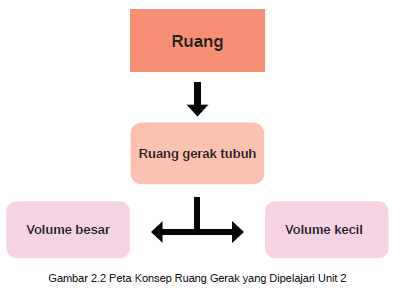 Ruang
Ruang gerak tubuh
Volume besar
Volume kecil
Gambar 2.2 Peta Konsep Ruang Gerak yang Dipelajari Unit 2